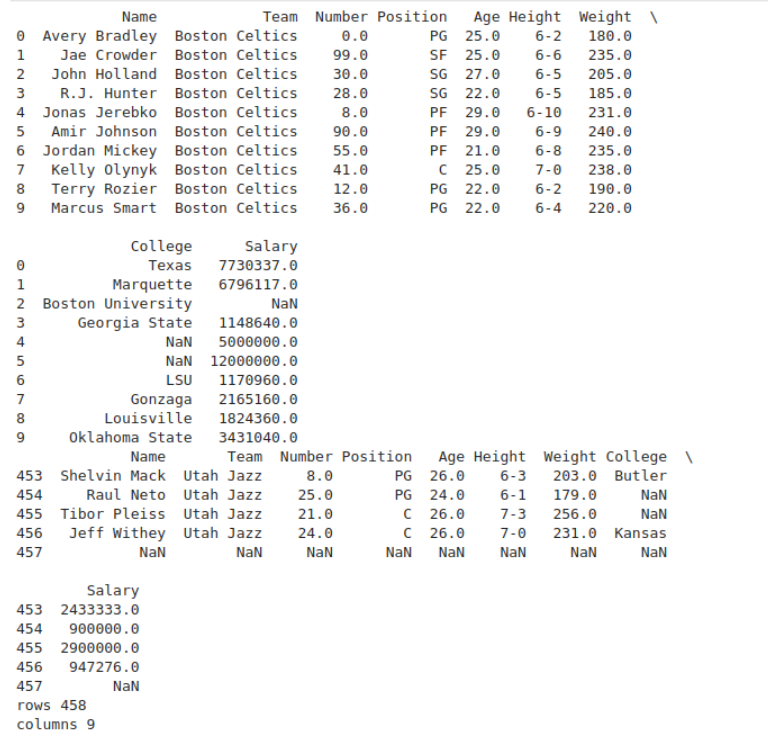 Name            Team  Number Position   Age Height  Weight  \
0  Avery Bradley  Boston Celtics     0.0       PG  25.0    6-2   180.0
1    Jae Crowder  Boston Celtics    99.0       SF  25.0    6-6   235.0
2   John Holland  Boston Celtics    30.0       SG  27.0    6-5   205.0
3    R.J. Hunter  Boston Celtics    28.0       SG  22.0    6-5   185.0
4  Jonas Jerebko  Boston Celtics     8.0       PF  29.0   6-10   231.0
5   Amir Johnson  Boston Celtics    90.0       PF  29.0    6-9   240.0
6  Jordan Mickey  Boston Celtics    55.0       PF  21.0    6-8   235.0
7   Kelly Olynyk  Boston Celtics    41.0        C  25.0    7-0   238.0
8   Terry Rozier  Boston Celtics    12.0       PG  22.0    6-2   190.0
9   Marcus Smart  Boston Celtics    36.0       PG  22.0    6-4   220.0

             College      Salary
0              Texas   7730337.0
1          Marquette   6796117.0
2  Boston University         NaN
3      Georgia State   1148640.0
4                NaN   5000000.0
5                NaN  12000000.0
6                LSU   1170960.0
7            Gonzaga   2165160.0
8         Louisville   1824360.0
9     Oklahoma State   3431040.0
             Name       Team  Number Position   Age Height  Weight College  \
453  Shelvin Mack  Utah Jazz     8.0       PG  26.0    6-3   203.0  Butler
454     Raul Neto  Utah Jazz    25.0       PG  24.0    6-1   179.0     NaN
455  Tibor Pleiss  Utah Jazz    21.0        C  26.0    7-3   256.0     NaN
456   Jeff Withey  Utah Jazz    24.0        C  26.0    7-0   231.0  Kansas
457           NaN        NaN     NaN      NaN   NaN    NaN     NaN     NaN

        Salary
453  2433333.0
454   900000.0
455  2900000.0
456   947276.0
457        NaN
rows 458
columns 9